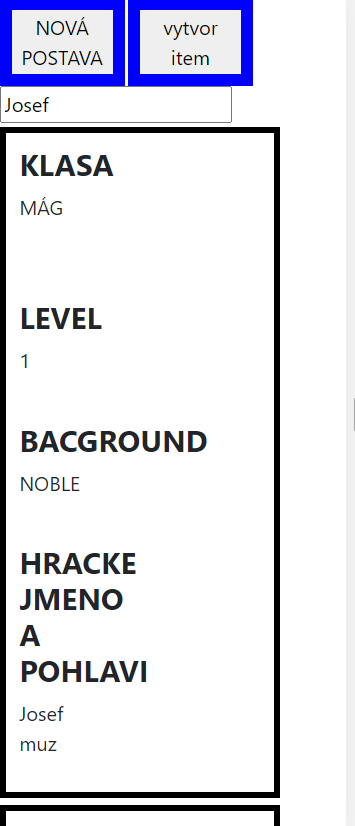 NOVÁ
POSTAVA
vytvor
item
Josef
KLASA
MÁG
LEVEL
1
BACGROUND
NOBLE
HRACKE
JMENO
A
POHLAVI
Josef
muz